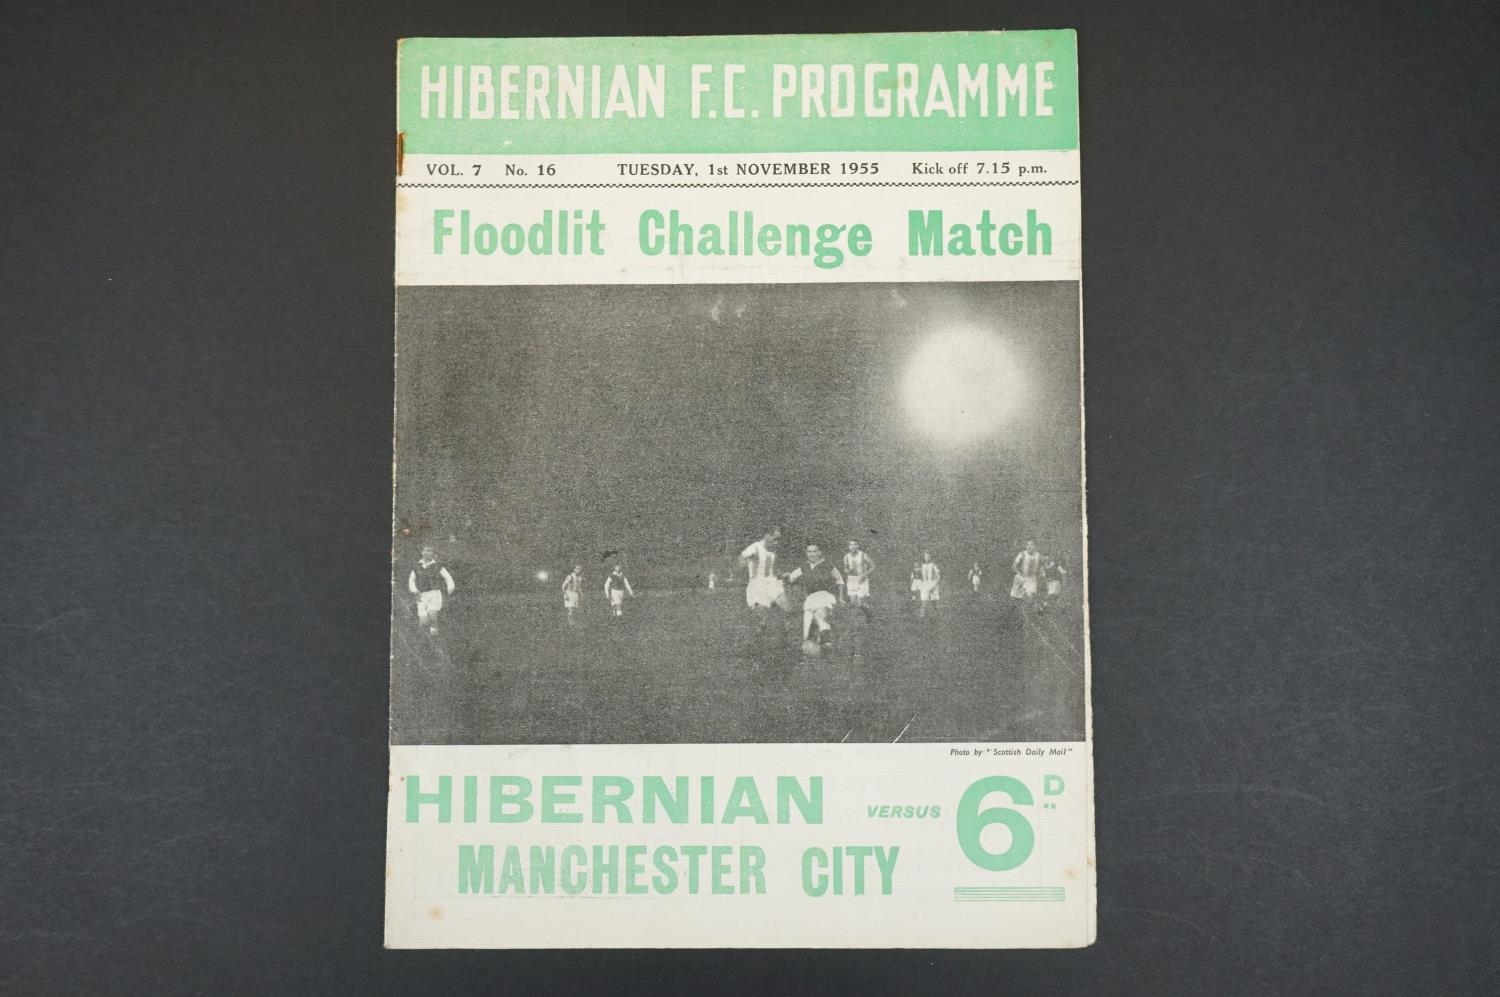 HIBERNIAN F.C. PROGRAMME
VOL. 7 No. 16 TUESDAY, 1st NOVEMBER 1955 Kick off 7.15 p.m.
Floodlit Challenge Match
Photo by "Scottish Daily Mail"
HIBERNIAN VERSUS 6D
MANCHESTER CITY